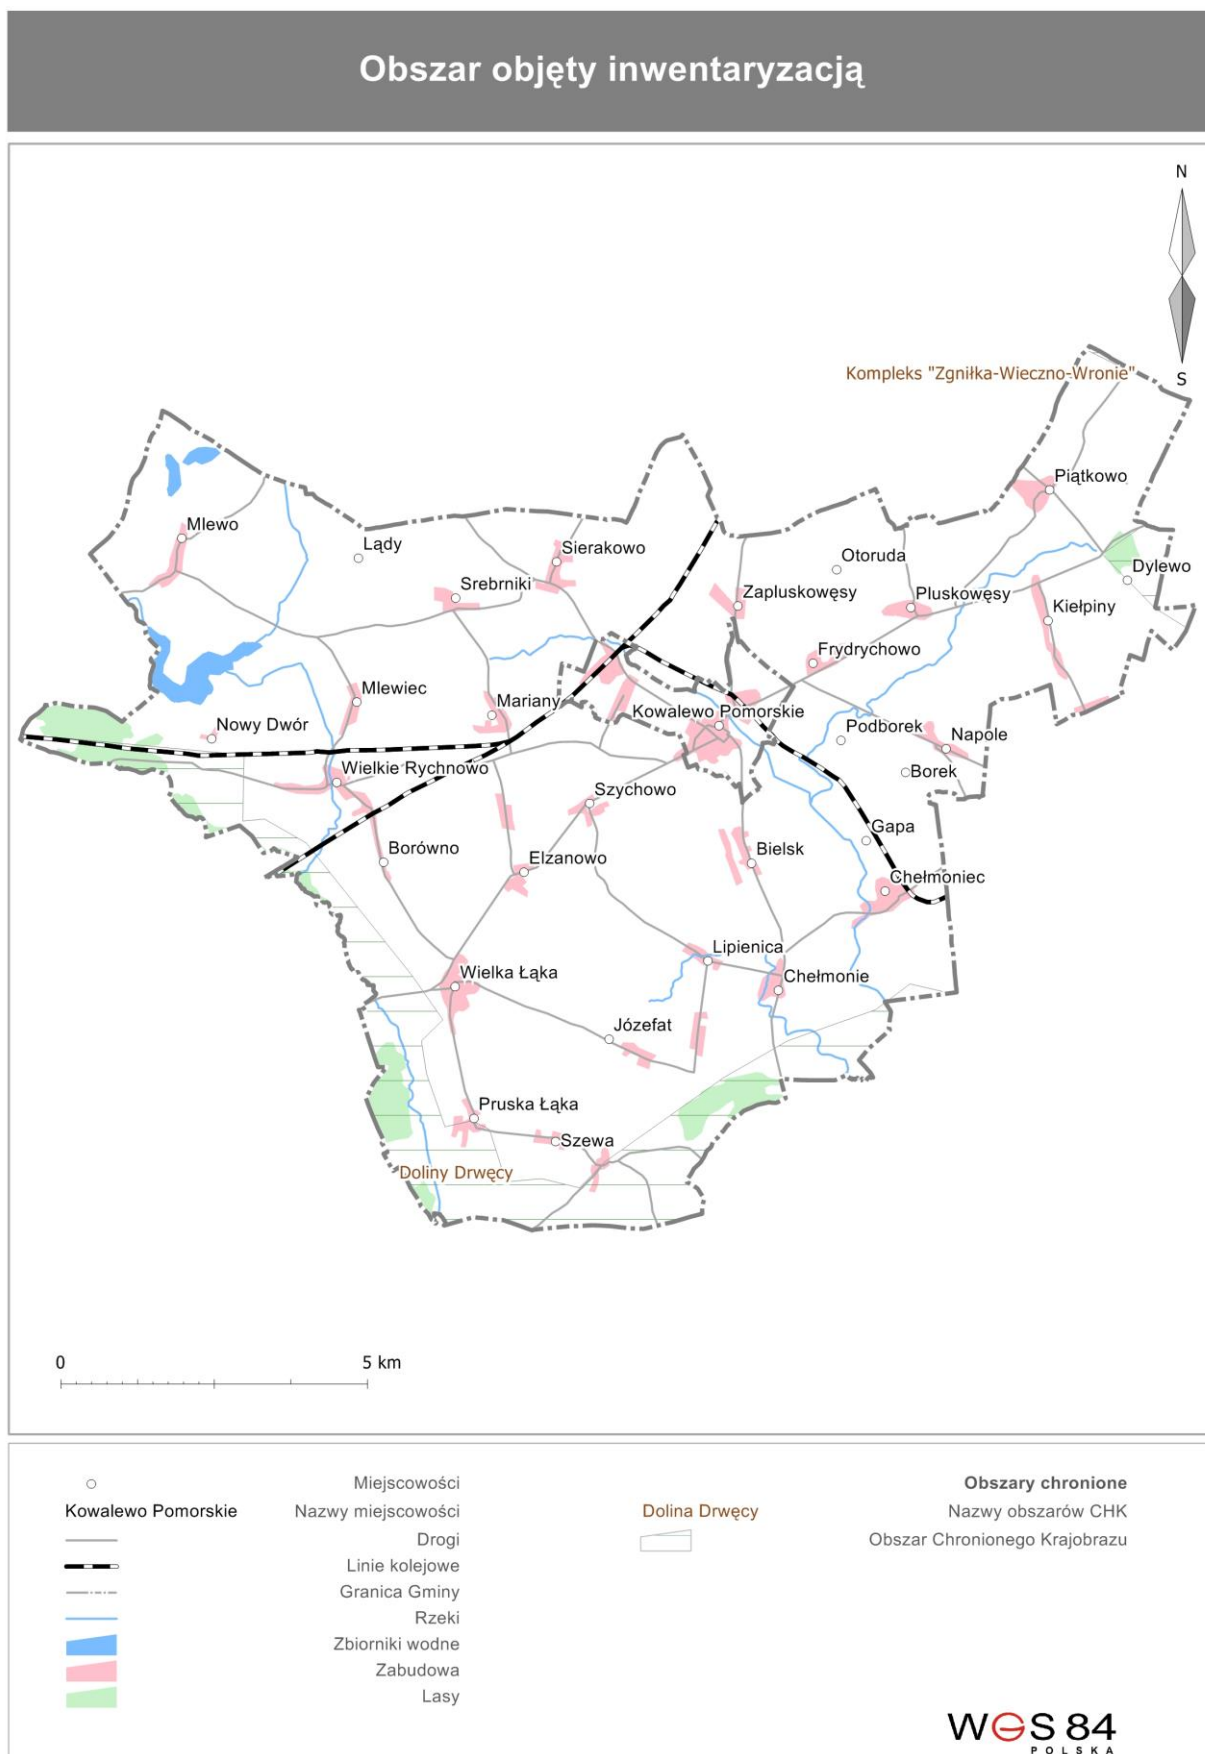 Obszar objęty inwentaryzacją
N
S
Kompleks "Zgniłka-Wieczno-Wronie"
Piątkowo
Mlewo
Lądy
Sierakowo
Otoruda
Dylewo
Srebrniki
Zapluskowęsy
Pluskowęsy
Kiełpiny
Frydrychowo
Mlewiec
Mariany
Nowy Dwór
Kowalewo Pomorskie
Podborek
Napole
Wielkie Rychnowo
Borek
Szychowo
Gapa
Borówno
Elzanowo
Bielsk
Chełmoniec
Lipienica
Wielka Łąka
Chełmonie
Józefat
Pruska Łąka
Szewa
Doliny Drwęcy
0 5 km
Miejscowości
Kowalewo Pomorskie Nazwy miejscowości
Drogi
Linie kolejowe
Granica Gminy
Rzeki
Zbiorniki wodne
Zabudowa
Lasy
Obszary chronione
Dolina Drwęcy Nazwy obszarów CHK
Obszar Chronionego Krajobrazu
WGS 84
POLSKA